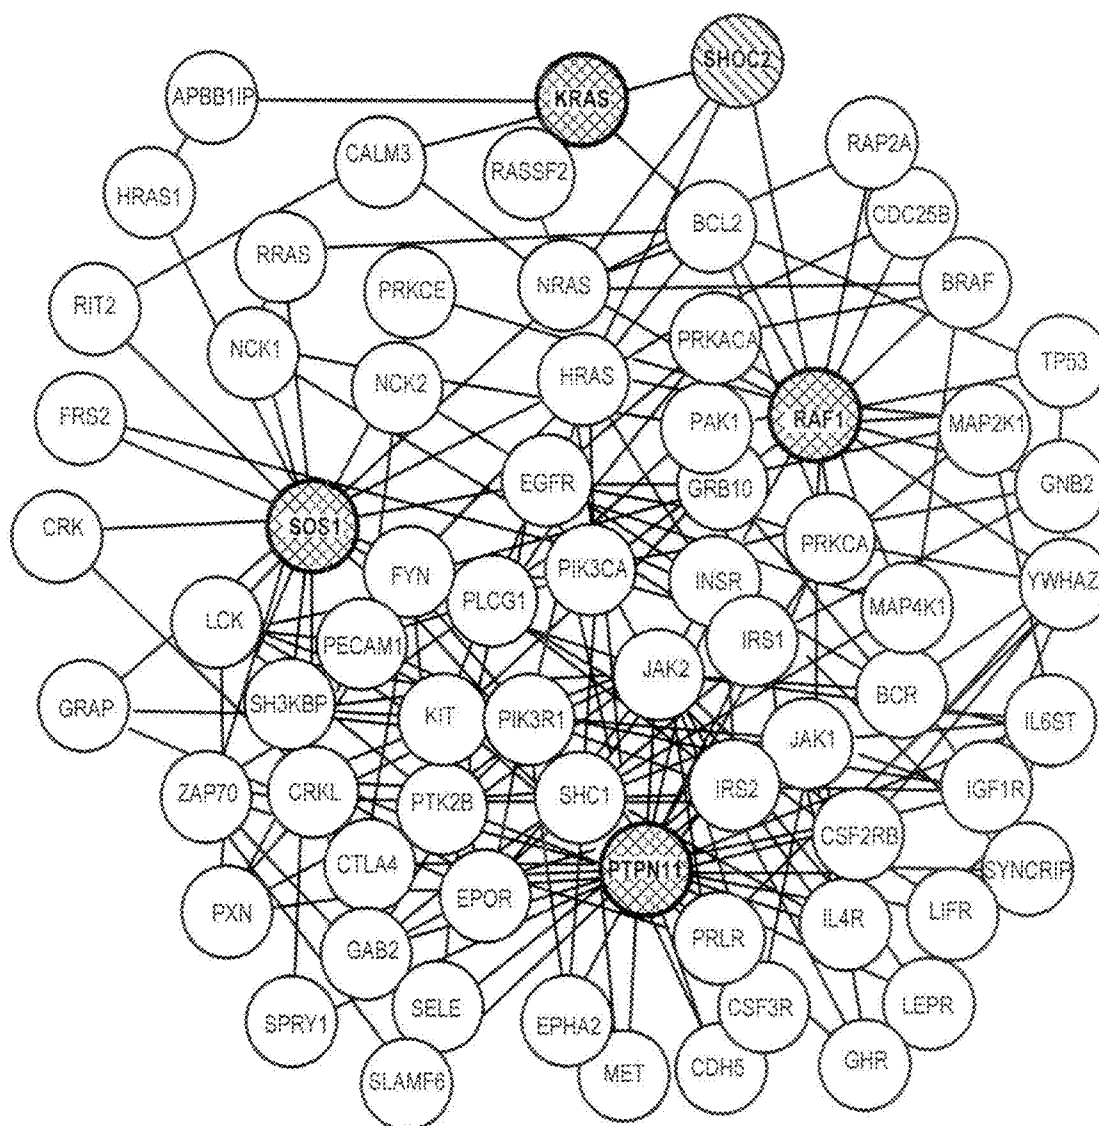 SHOC2
KRAS
APBB1IP
CALM3
RASSF2
RAP2A
HRAS1
CDC25B
BCL2
RRAS
PRKCE
NRAS
BRAF
RIT2
NCK1
PRKACA
TP53
NCK2
HRAS
FRS2
PAK1
RAF1
MAP2K1
EGFR
GRB10
GNB2
CRK
SOS1
PRKCA
FYN
PIK3CA
INSR
YWHAZ
PLCG1
MAP4K1
LCK
PECAM1
IRS1
JAK2
GRAP
SH3KBP
KIT
PIK3R1
BCR
IL6ST
JAK1
ZAP70
CRKL
PTK2B
SHC1
IRS2
IGF1R
CSF2RB
CTLA4
PTPN11
SYNCRIP
EPOR
PXN
GAB2
PRLR
IL4R
LIFR
SPRY1
SELE
EPHA2
CSF3R
LEPR
SLAMF6
MET
CDH5
GHR